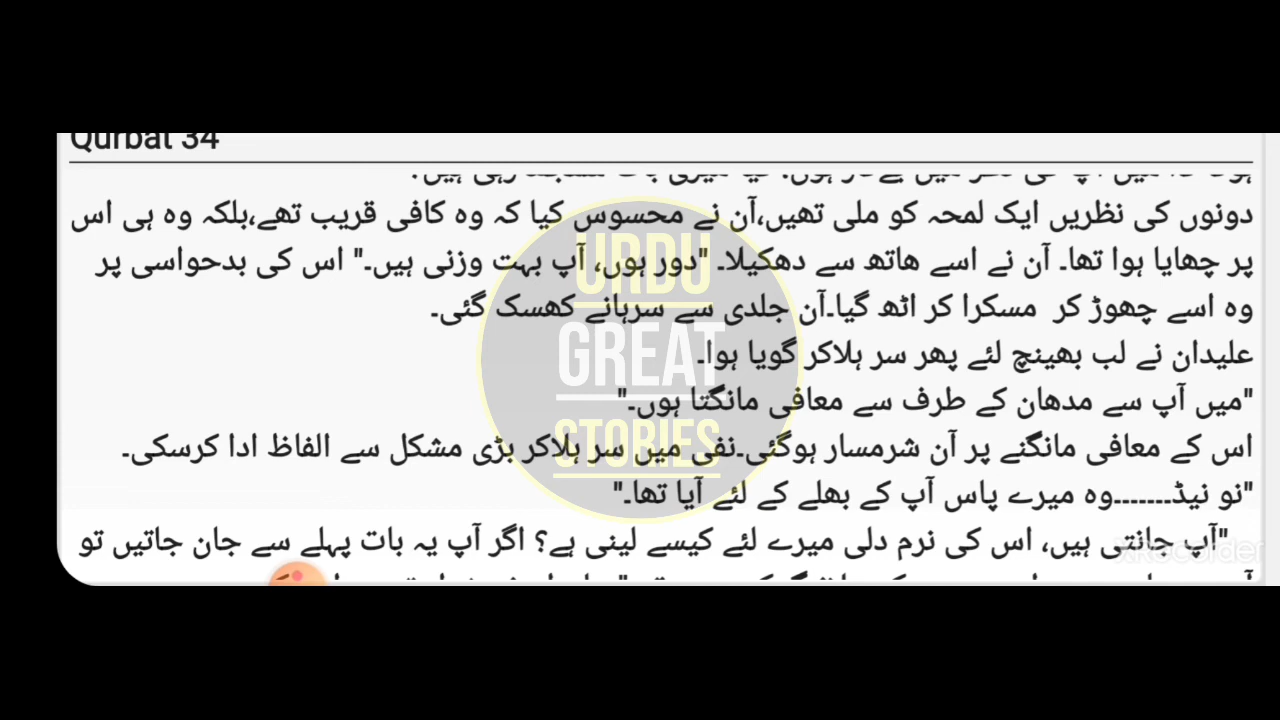 Qurbat 34
دونوں کی نظریں ایک لمحہ کو ملی تھیں،آن نے محسوس کیا کہ وہ کافی قریب تھے،بلکہ وہ ہی اس
پر چھایا ہوا تھا۔ آن نے اسے ھاتھ سے دھکیلا۔ "دور ہوں، آپ بہت وزنی ہیں۔" اس کی بدحواسی پر
وہ اسے چھوڑ کر مسکرا کر اٹھ گیا۔آن جلدی سے سرہانے کھسک گئی۔
علیدان نے لب بھینچ لئے پھر سر ہلاکر گویا ہوا۔
"میں آپ سے مدھان کے طرف سے معافی مانگتا ہوں۔"
اس کے معافی مانگنے پر آن شرمسار ہوگئی۔نفی میں سر ہلاکر بڑی مشکل سے الفاظ ادا کرسکی۔
"نو نیڈ.......وہ میرے پاس آپ کے بھلے کے لئے آیا تھا۔"
"آپ جانتی ہیں، اس کی نرم دلی میرے لئے کیسے لینی ہے؟ اگر آپ یہ بات پہلے سے جان جاتیں تو
URDU
GREAT
STORIES
XRecorder